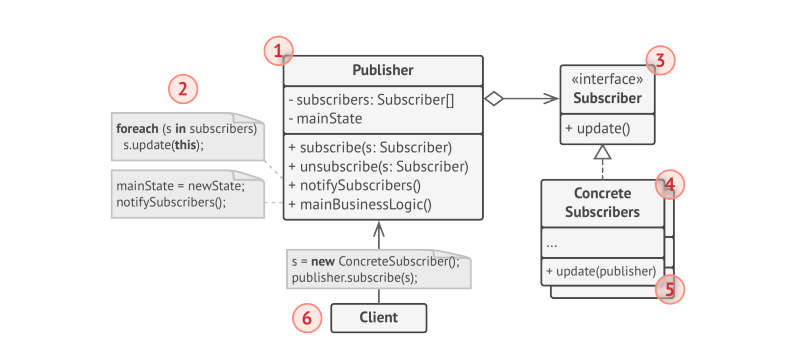 1
Publisher
- subscribers: Subscriber[]
- mainState
+ subscribe(s: Subscriber)
+ unsubscribe(s: Subscriber)
+ notifySubscribers()
+ mainBusinessLogic()
2
foreach (s in subscribers)
s.update(this);
mainState = newState;
notifySubscribers();
3
«interface»
Subscriber
+ update()
4
Concrete
Subscribers
...
+ update(publisher)
5
s = new ConcreteSubscriber();
publisher.subscribe(s);
6
Client